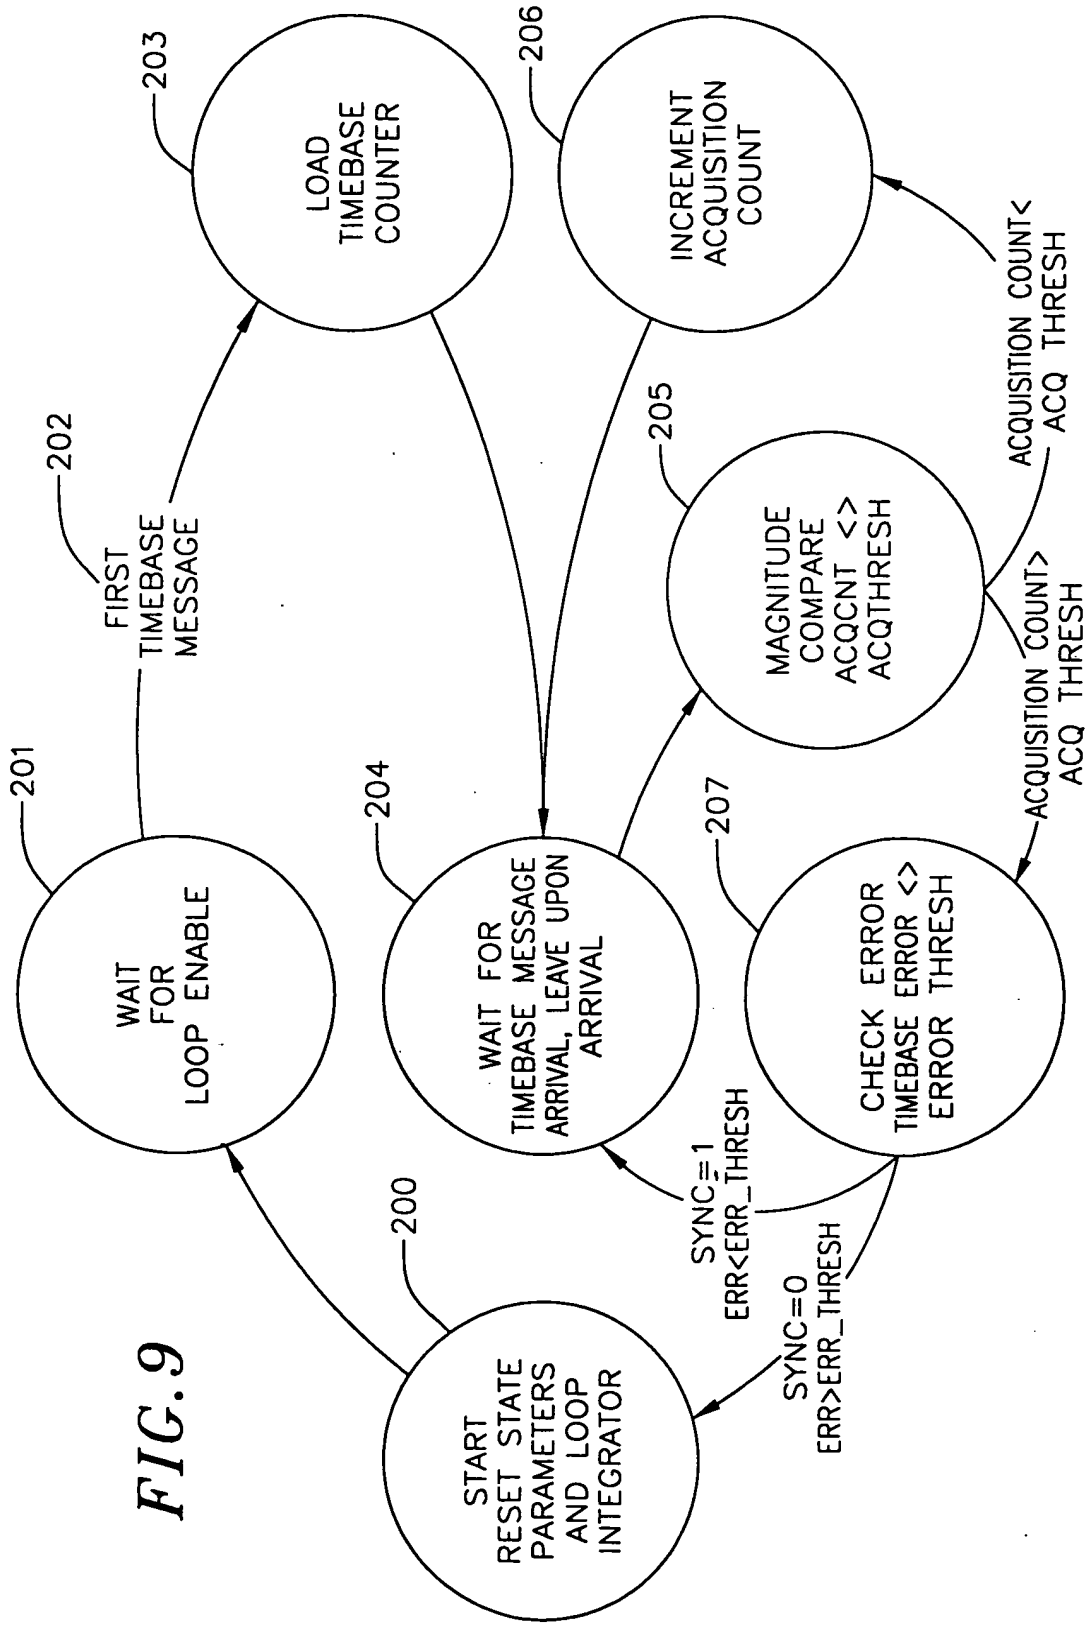 FIG.9
200
START
RESET STATE
PARAMETERS
AND LOOP
INTEGRATOR
201
WAIT
FOR
LOOP ENABLE
202
FIRST
TIMEBASE
MESSAGE
203
LOAD
TIMEBASE
COUNTER
204
WAIT FOR
TIMEBASE MESSAGE
ARRIVAL, LEAVE UPON
ARRIVAL
205
MAGNITUDE
COMPARE
ACQCNT <>
ACQTHRESH
206
INCREMENT
ACQUISITION
COUNT
ACQUISITION COUNT<
ACQ THRESH
ACQUISITION COUNT>
ACQ THRESH
207
CHECK ERROR
TIMEBASE ERROR <>
ERROR THRESH
SYNC=1
ERR<ERR_THRESH
SYNC=0
ERR>ERR_THRESH